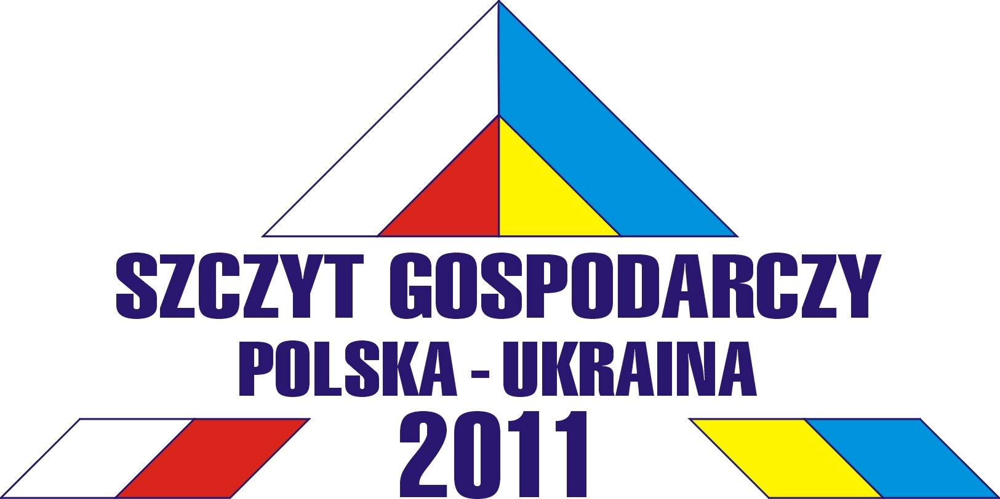 SZCZYT GOSPODARCZY
POLSKA - UKRAINA
2011